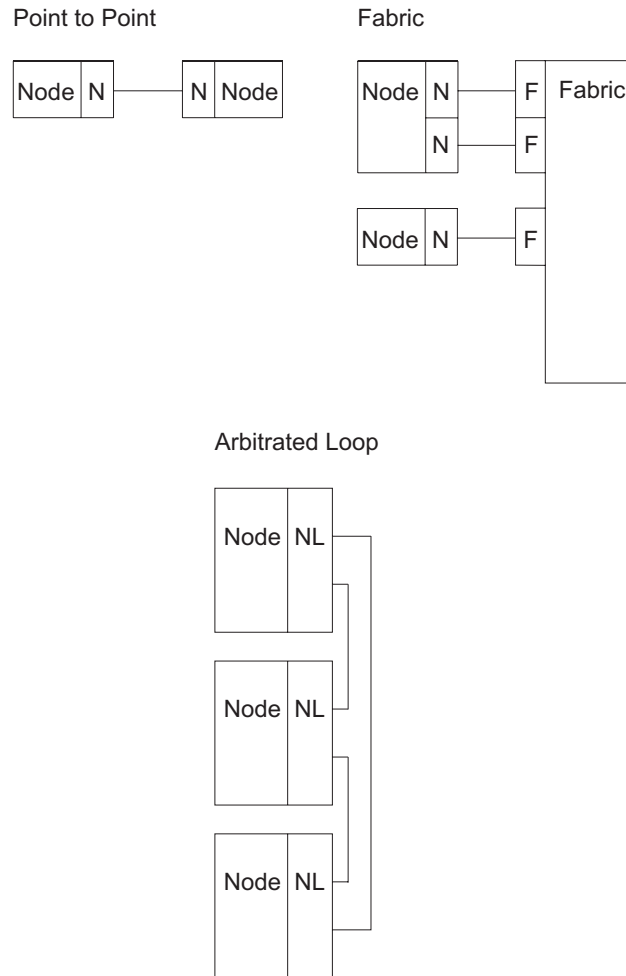 Point to Point
Node N N Node
Fabric
Node N F Fabric
N F
Node N F
Arbitrated Loop
Node NL
Node NL
Node NL